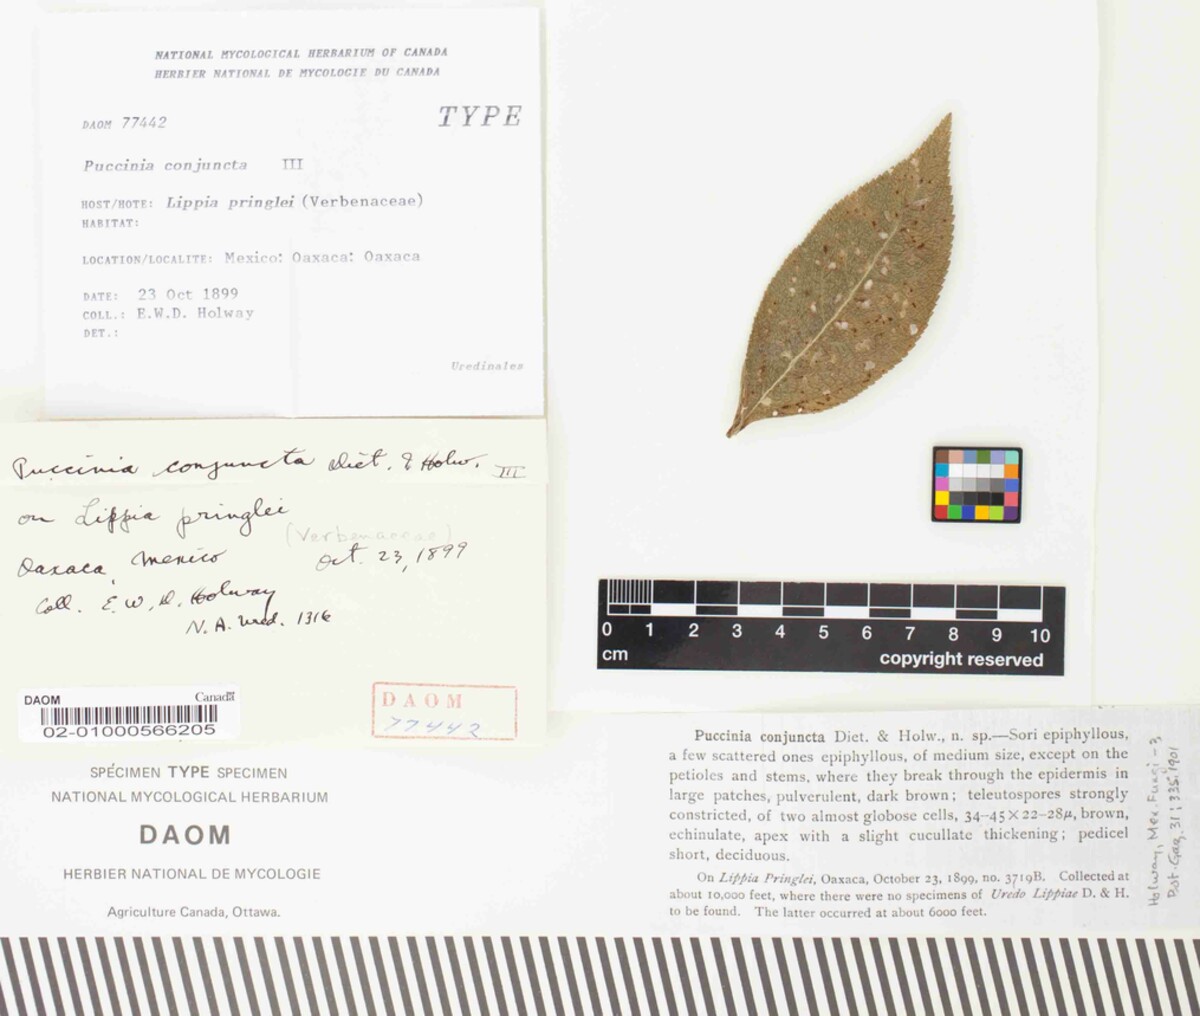 NATIONAL MYCOLOGICAL HERBARIUM OF CANADA
HERBIER NATIONAL DE MYCOLOGIE DU CANADA
DAOM 77442
TYPE
Puccinia conjuncta III
HOST/HOTE: Lippia pringlei (Verbenaceae)
HABITAT:
LOCATION/LOCALITE: Mexico: Oaxaca: Oaxaca
DATE: 23 Oct 1899
COLL.: E.W.D. Holway
DET.:
Uredinales
Puccinia conjuncta Diet. & Holw. III
on Lippia pringlei
(Verbenaceae)
Oaxaca, Mexico Oct. 23, 1899
Coll. E. W. D. Holway
N. A. Ured. 1316
DAOM Canada
02-01000566205
DAOM
77442
SPÉCIMEN TYPE SPECIMEN
NATIONAL MYCOLOGICAL HERBARIUM
DAOM
HERBIER NATIONAL DE MYCOLOGIE
Agriculture Canada, Ottawa.
0 1 2 3 4 5 6 7 8 9 10
cm
copyright reserved
Puccinia conjuncta Diet. & Holw., n. sp.—Sori epiphyllous,
a few scattered ones epiphyllous, of medium size, except on the
petioles and stems, where they break through the epidermis in
large patches, pulverulent, dark brown; teleutospores strongly
constricted, of two almost globose cells, 34–45×22–28μ, brown,
echinulate, apex with a slight cucullate thickening; pedicel
short, deciduous.
On Lippia Pringlei, Oaxaca, October 23, 1899, no. 3719B. Collected at
about 10,000 feet, where there were no specimens of Uredo Lippiae D. & H.
to be found. The latter occurred at about 6000 feet.
Holway, Mex. Fungi - 3
Bot. Gaz. 31: 335. 1901